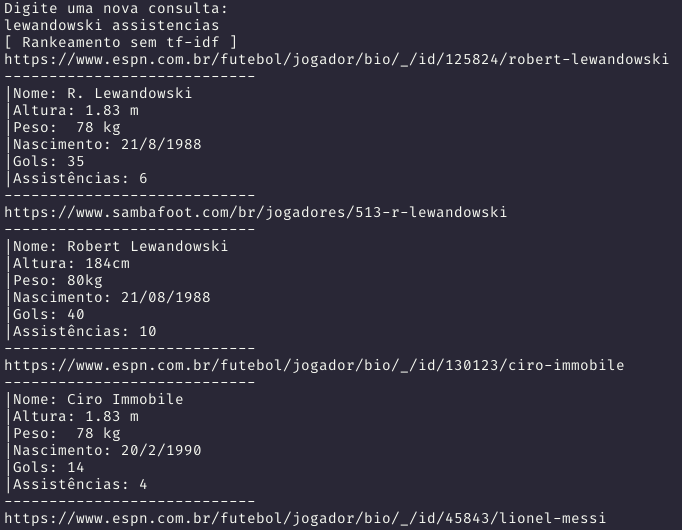 Digite uma nova consulta:
lewandowski assistencias
[ Rankeamento sem tf-idf ]
https://www.espn.com.br/futebol/jogador/bio/_/id/125824/robert-lewandowski
----------------------------
|Nome: R. Lewandowski
|Altura: 1.83 m
|Peso:  78 kg
|Nascimento: 21/8/1988
|Gols: 35
|Assistências: 6
----------------------------
https://www.sambafoot.com/br/jogadores/513-r-lewandowski
----------------------------
|Nome: Robert Lewandowski
|Altura: 184cm
|Peso: 80kg
|Nascimento: 21/08/1988
|Gols: 40
|Assistências: 10
----------------------------
https://www.espn.com.br/futebol/jogador/bio/_/id/130123/ciro-immobile
----------------------------
|Nome: Ciro Immobile
|Altura: 1.83 m
|Peso:  78 kg
|Nascimento: 20/2/1990
|Gols: 14
|Assistências: 4
----------------------------
https://www.espn.com.br/futebol/jogador/bio/_/id/45843/lionel-messi